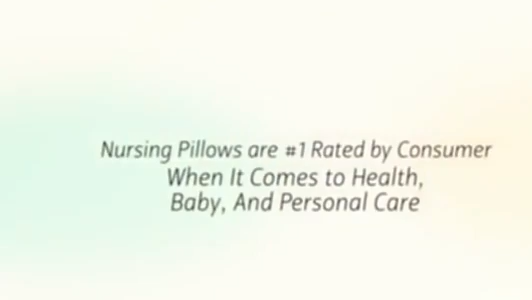 Nursing Pillows are #1 Rated by Consumer
When It Comes to Health,
Baby, And Personal Care